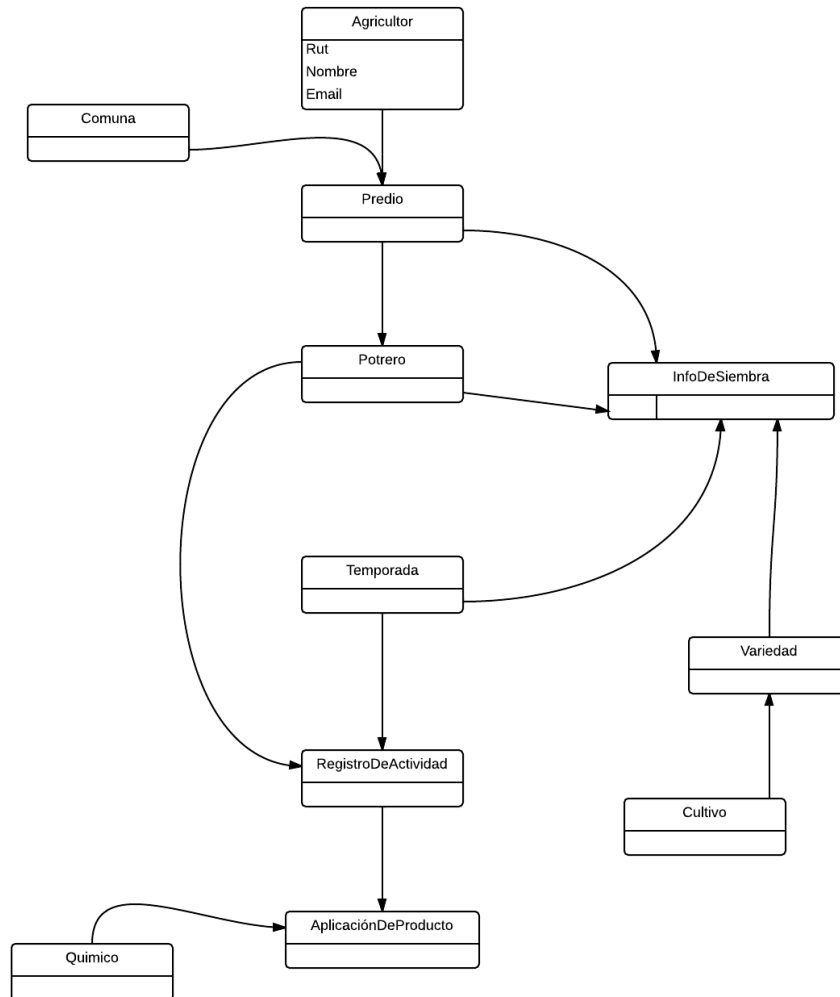 Agricultor
Rut
Nombre
Email
Comuna
Predio
Potrero
InfoDeSiembra
Temporada
Variedad
RegistroDeActividad
Cultivo
AplicaciónDeProducto
Quimico